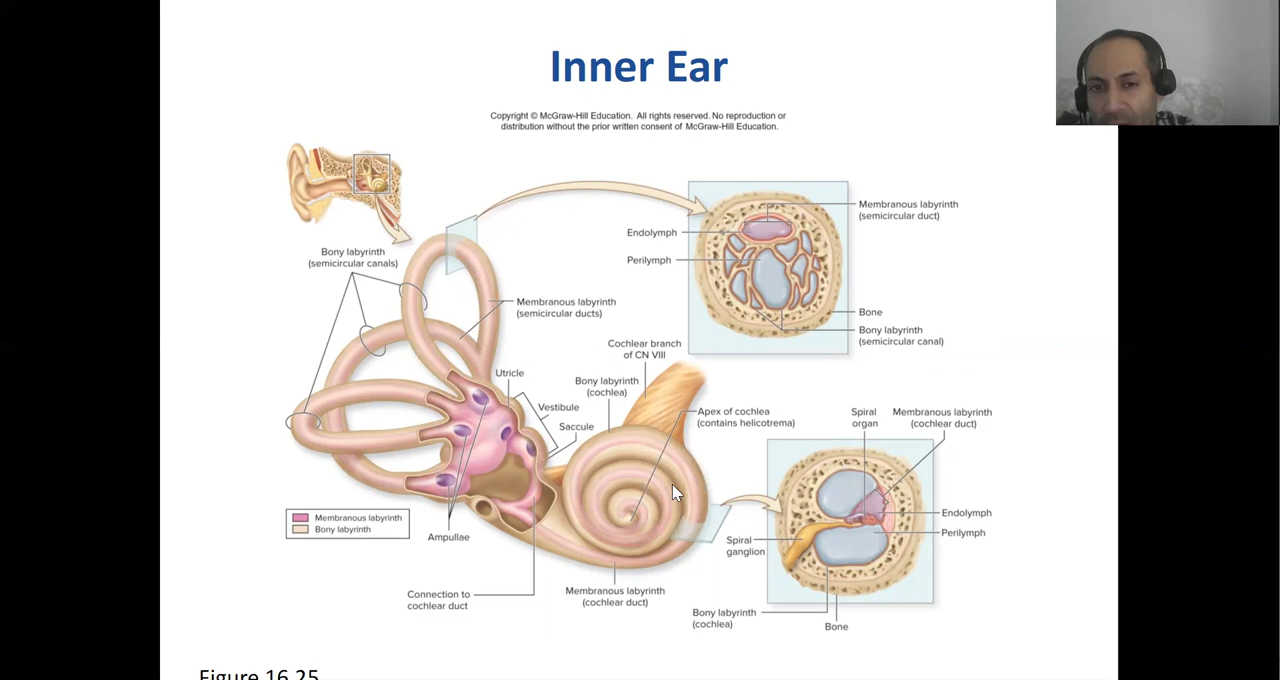 Inner Ear
Copyright © McGraw-Hill Education. All rights reserved. No reproduction or
distribution without the prior written consent of McGraw-Hill Education.
Membranous labyrinth
(semicircular duct)
Endolymph
Perilymph
Bone
Bony labyrinth
(semicircular canal)
Bony labyrinth
(semicircular canals)
Membranous labyrinth
(semicircular ducts)
Cochlear branch
of CN VIII
Utricle
Bony labyrinth
(cochlea)
Vestibule
Saccule
Apex of cochlea
(contains helicotrema)
Spiral
organ
Membranous labyrinth
(cochlear duct)
Endolymph
Perilymph
Spiral
ganglion
Membranous labyrinth
Bony labyrinth
Ampullae
Connection to
cochlear duct
Membranous labyrinth
(cochlear duct)
Bony labyrinth
(cochlea)
Bone
Figure 16.25